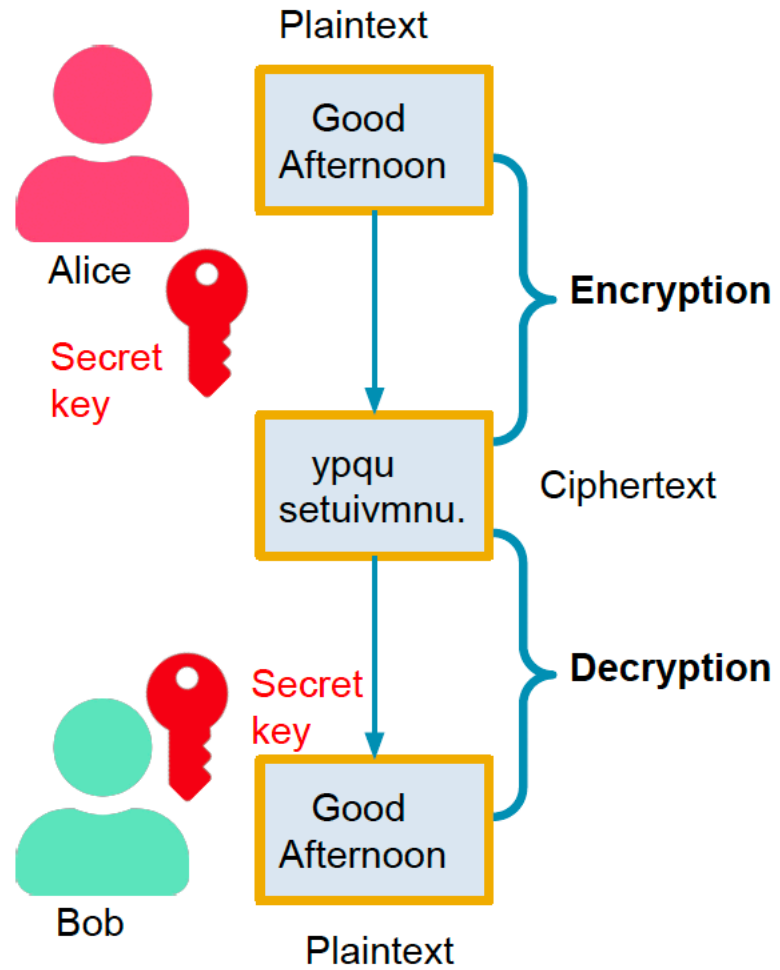 Plaintext
Good
Afternoon
Alice
Encryption
Secret
key
ypqu
setuivmnu.
Ciphertext
Decryption
Secret
key
Good
Afternoon
Bob
Plaintext